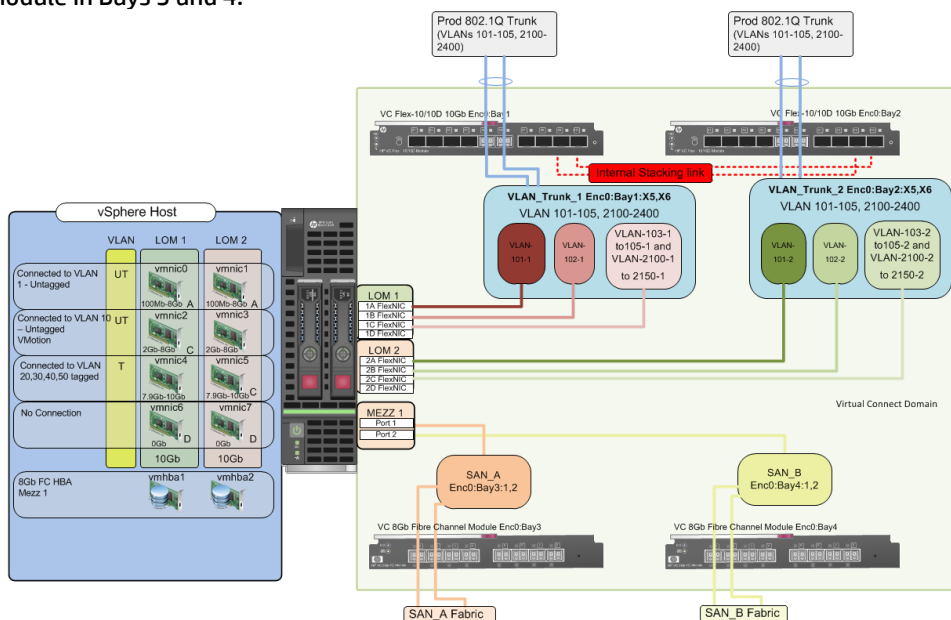 module in Bays 3 and 4.
Prod 802.1Q Trunk
(VLANs 101-105, 2100-
2400)
Prod 802.1Q Trunk
(VLANs 101-105, 2100-
2400)
VC Flex-10/10D 10Gb Enc0:Bay1
VC Flex-10/10D 10Gb Enc0:Bay2
Internal Stacking link
VLAN_Trunk_1 Enc0:Bay1:X5,X6
VLAN 101-105, 2100-2400
VLAN-
101-1
VLAN-
102-1
VLAN-103-1
to105-1 and
VLAN-2100-1
to 2150-1
VLAN_Trunk_2 Enc0:Bay2:X5,X6
VLAN 101-105, 2100-2400
VLAN-
101-2
VLAN-
102-2
VLAN-103-2
to105-2 and
VLAN-2100-2
to 2150-2
vSphere Host
VLAN LOM 1 LOM 2
Connected to VLAN
1 - Untagged
UT
vmnic0
100Mb-8Gb A
vmnic1
100Mb-8Gb A
Connected to VLAN 10
– Untagged
VMotion
UT
vmnic2
2Gb-8Gb C
vmnic3
2Gb-8Gb
Connected to VLAN
20,30,40,50 tagged
T
vmnic4
7.9Gb-10Gb
vmnic5
7.9Gb-10Gb C
No Connection
vmnic6
0Gb D
vmnic7
0Gb D
10Gb 10Gb
8Gb FC HBA
Mezz 1
vmhba1
vmhba2
LOM 1
1A FlexNIC
1B FlexNIC
1C FlexNIC
1D FlexNIC
LOM 2
2A FlexNIC
2B FlexNIC
2C FlexNIC
2D FlexNIC
MEZZ 1
Port 1
Port 2
Virtual Connect Domain
SAN_A
Enc0:Bay3:1,2
SAN_B
Enc0:Bay4:1,2
VC 8Gb Fibre Channel Module Enc0:Bay3
VC 8Gb Fibre Channel Module Enc0:Bay4
SAN_A Fabric
SAN_B Fabric